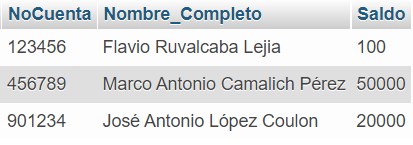 NoCuenta Nombre_Completo Saldo
123456 Flavio Ruvalcaba Lejia 100
456789 Marco Antonio Camalich Pérez 50000
901234 José Antonio López Coulon 20000